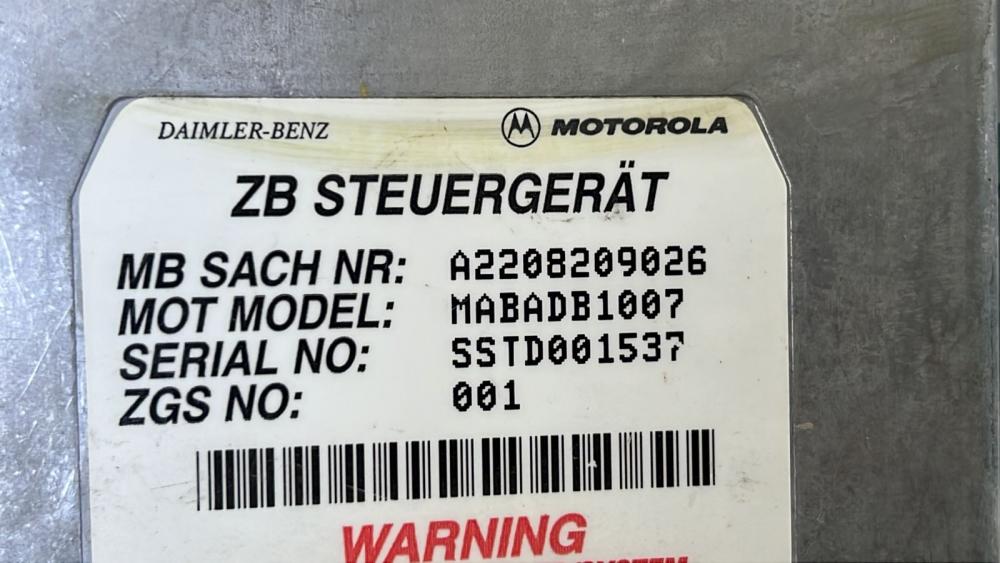 DAIMLER-BENZ MOTOROLA
ZB STEUERGERÄT
MB SACH NR: A2208209026
MOT MODEL: MABADB1007
SERIAL NO: SSTD001537
ZGS NO: 001
WARNING
SYSTEM